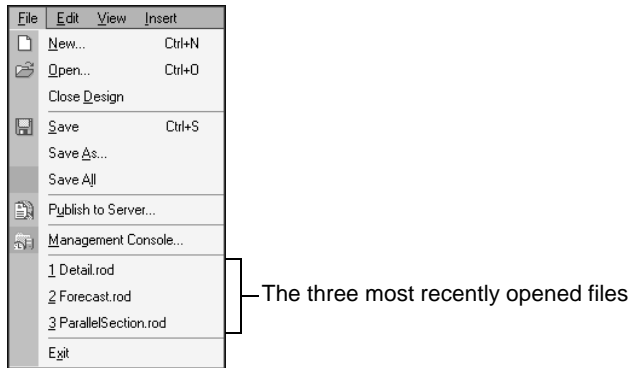 File Edit View Insert
New... Ctrl+N
Open... Ctrl+O
Close Design
Save Ctrl+S
Save As...
Save All
Publish to Server...
Management Console...
1 Detail.rod
2 Forecast.rod
The three most recently opened files
3 ParallelSection.rod
Exit